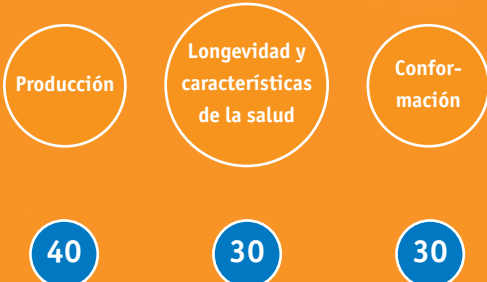 Producción
Longevidad y
características
de la salud
Confor-
mación
40
30
30